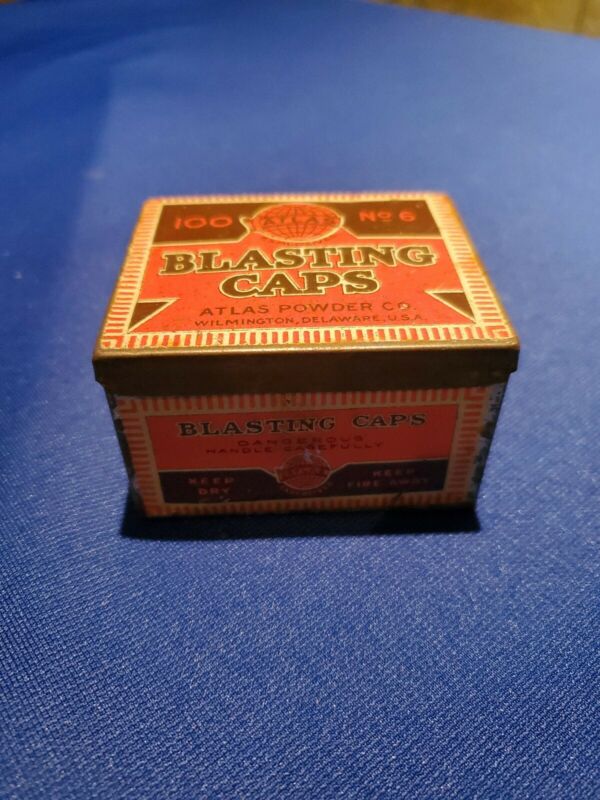 100 ATLAS No 6
BLASTING
CAPS
ATLAS POWDER CO.
WILMINGTON, DELAWARE, U.S.A.
BLASTING CAPS
DANGEROUS
HANDLE CAREFULLY
KEEP
DRY
KEEP
FIRE AWAY